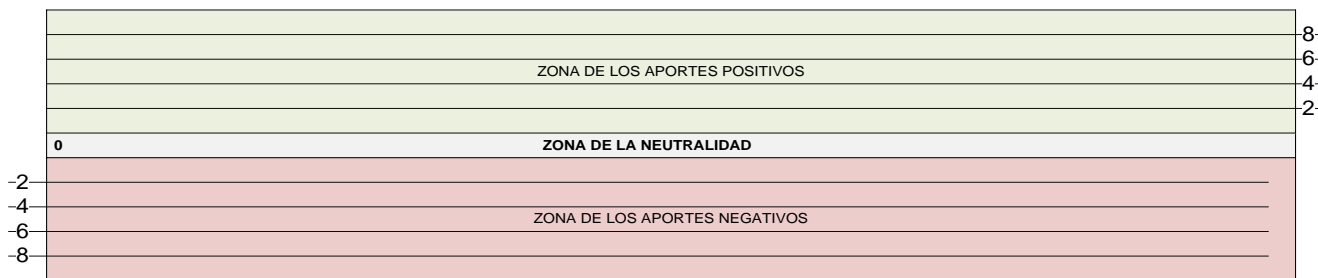 8
6
ZONA DE LOS APORTES POSITIVOS
4
2
0 ZONA DE LA NEUTRALIDAD
-2
-4
ZONA DE LOS APORTES NEGATIVOS
-6
-8